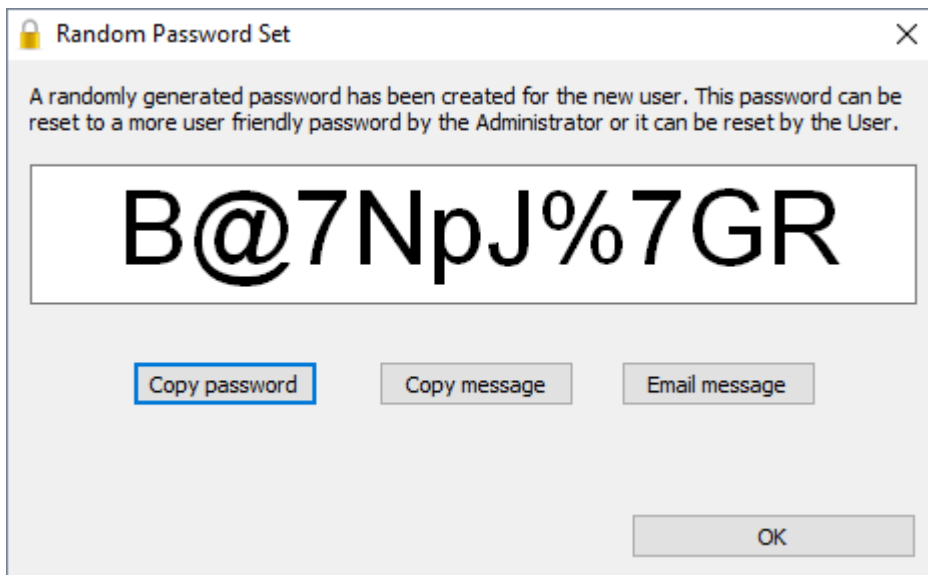 Random Password Set
A randomly generated password has been created for the new user. This password can be
reset to a more user friendly password by the Administrator or it can be reset by the User.
B@7NpJ%7GR
Copy password
Copy message
Email message
OK